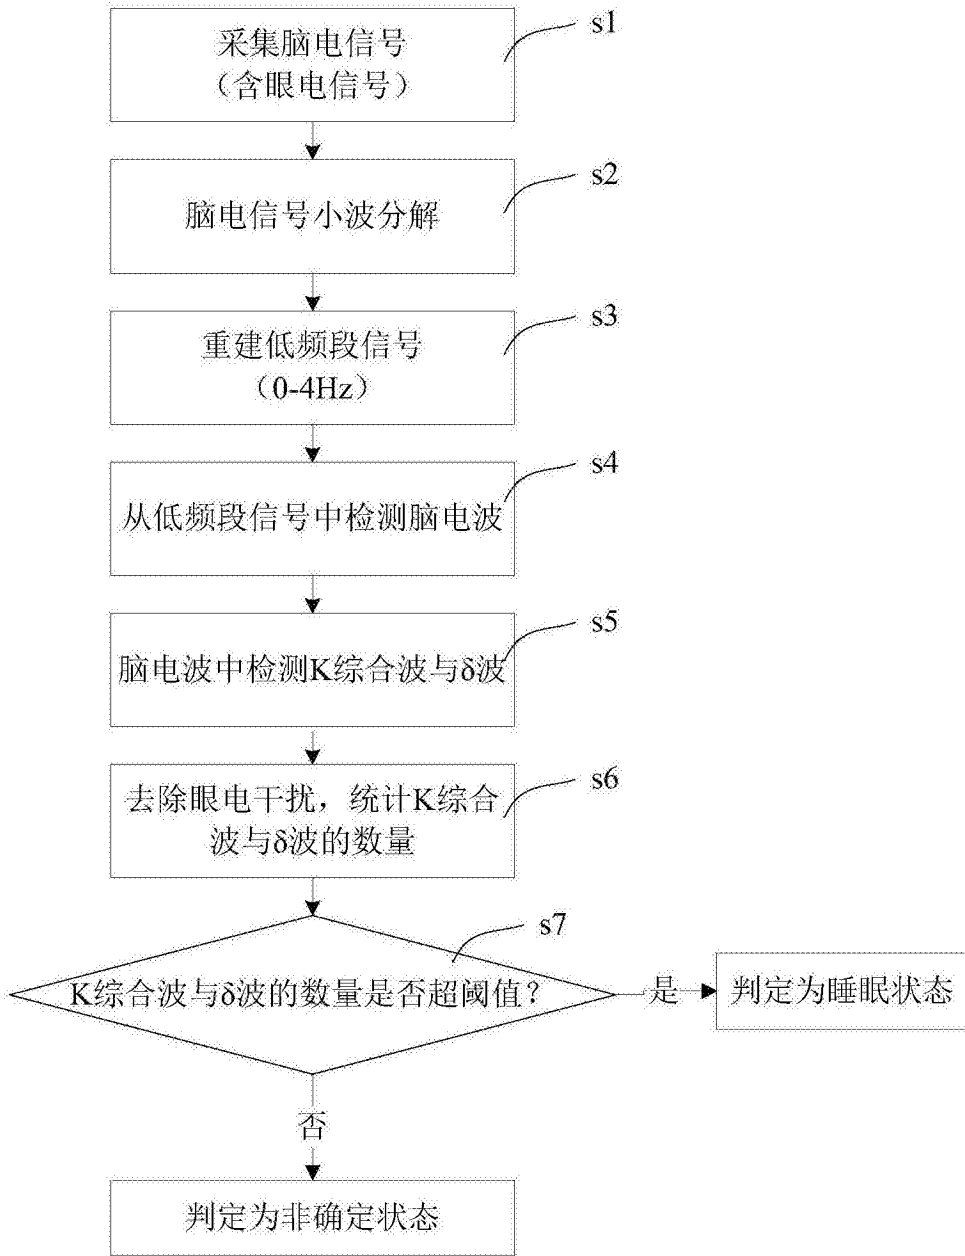 采集脑电信号
（含眼电信号）
s1
脑电信号小波分解
s2
重建低频段信号
（0-4Hz）
s3
从低频段信号中检测脑电波
s4
脑电波中检测K综合波与δ波
s5
去除眼电干扰，统计K综合
波与δ波的数量
s6
K综合波与δ波的数量是否超阈值？
s7
是
判定为睡眠状态
否
判定为非确定状态